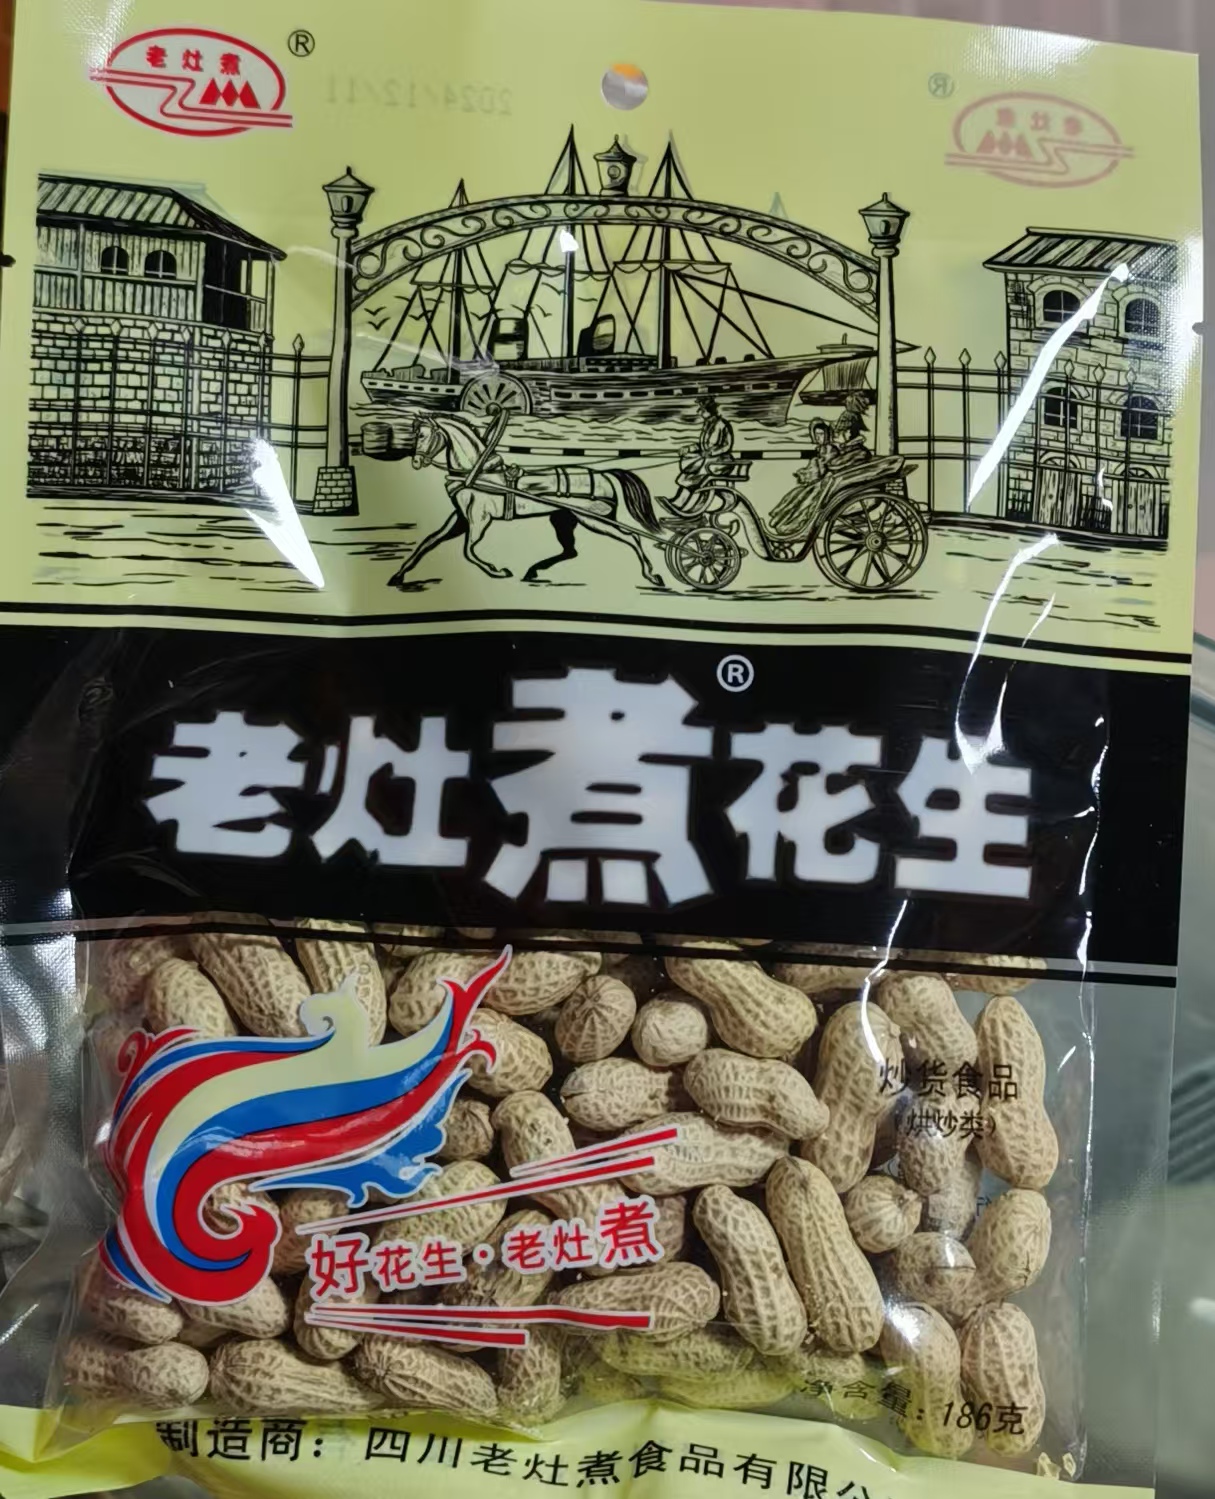 老灶煮®
2024/12/11
®
老灶煮
®
老灶煮花生
炒货食品
（烘炒类）
好花生·老灶煮
净含量：186克
制造商：四川老灶煮食品有限公